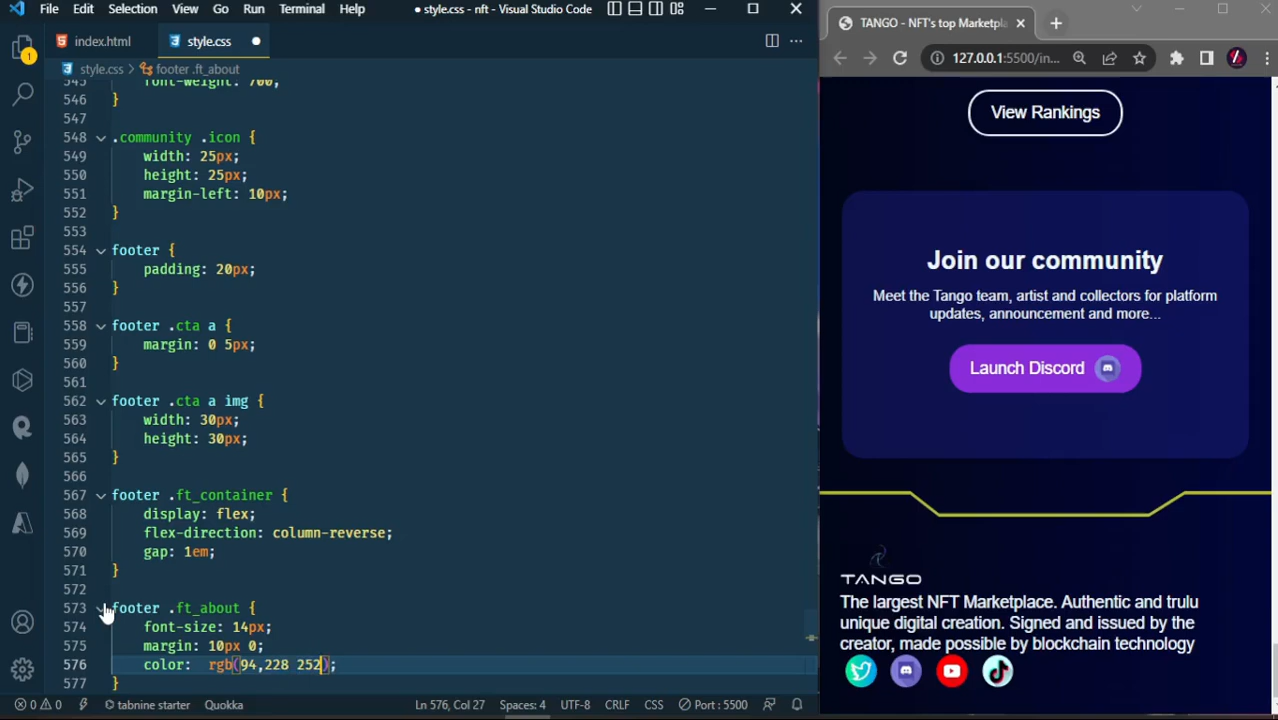 File Edit Selection View Go Run Terminal Help ● style.css - nft - Visual Studio Code
index.html style.css
style.css > footer .ft_about
545 font-weight: 700;
546 }
547
548 .community .icon {
549 width: 25px;
550 height: 25px;
551 margin-left: 10px;
552 }
553
554 footer {
555 padding: 20px;
556 }
557
558 footer .cta a {
559 margin: 0 5px;
560 }
561
562 footer .cta a img {
563 width: 30px;
564 height: 30px;
565 }
566
567 footer .ft_container {
568 display: flex;
569 flex-direction: column-reverse;
570 gap: 1em;
571 }
572
573 footer .ft_about {
574 font-size: 14px;
575 margin: 10px 0;
576 color: rgb(94,228 252);
577 }
1
0 0 tabnine starter Quokka Ln 576, Col 27 Spaces: 4 UTF-8 CRLF CSS Port : 5500
TANGO - NFT's top Marketpla
127.0.0.1:5500/in...
View Rankings
Join our community
Meet the Tango team, artist and collectors for platform
updates, announcement and more...
Launch Discord
TANGO
The largest NFT Marketplace. Authentic and trulu
unique digital creation. Signed and issued by the
creator, made possible by blockchain technology